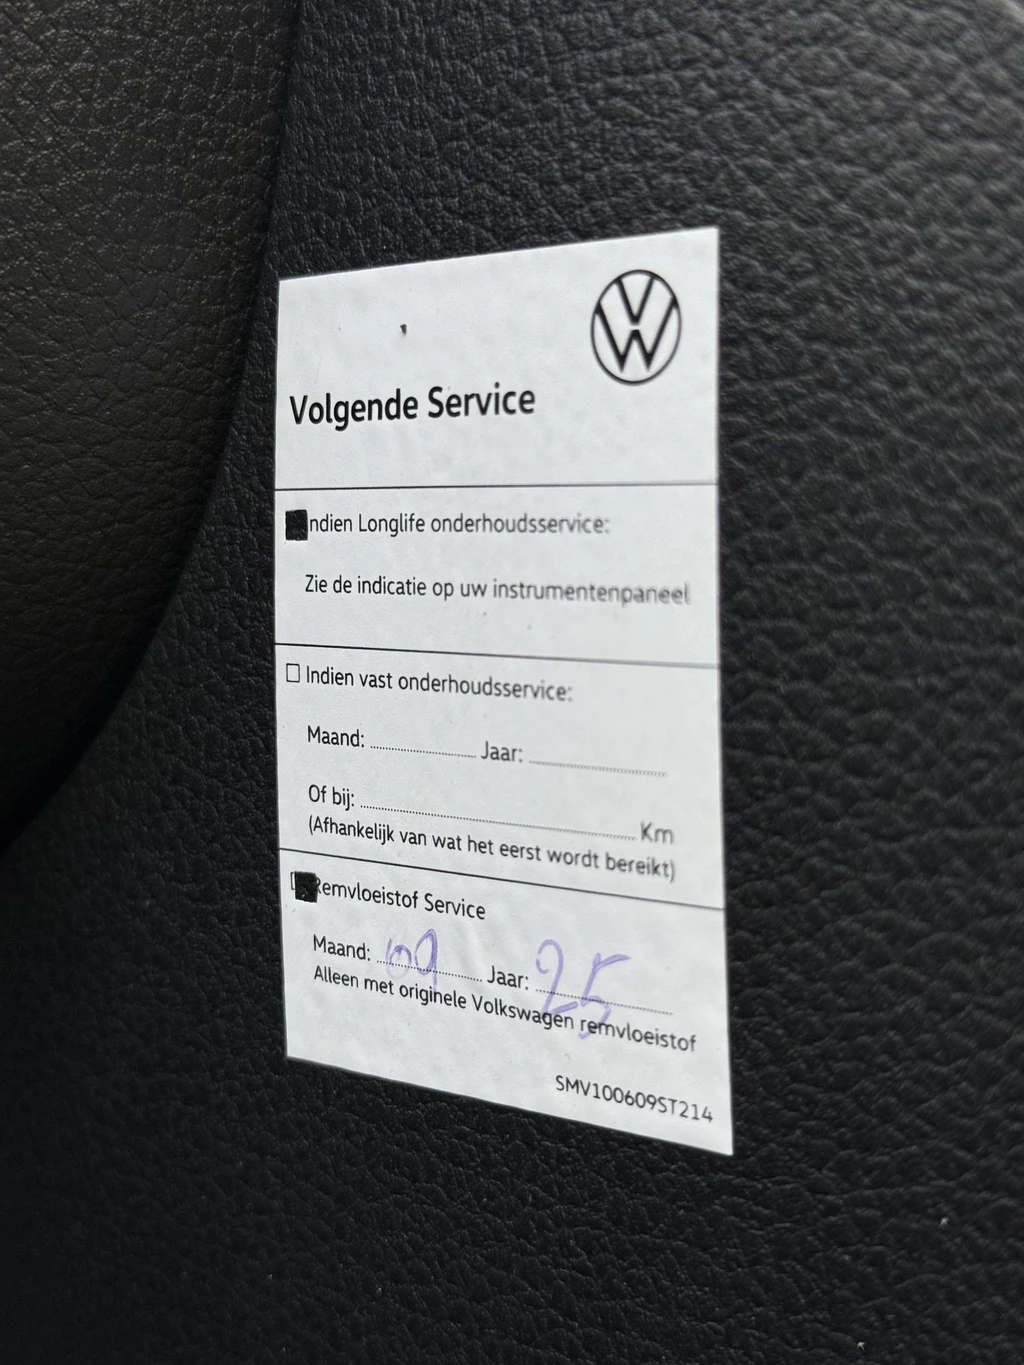 Volgende Service
Indien Longlife onderhoudsservice:
Zie de indicatie op uw instrumentenpaneel
Indien vast onderhoudsservice:
Maand: Jaar:
Of bij: Km
(Afhankelijk van wat het eerst wordt bereikt)
Remvloeistof Service
Maand: 09 Jaar: 25
Alleen met originele Volkswagen remvloeistof
SMV100609ST214